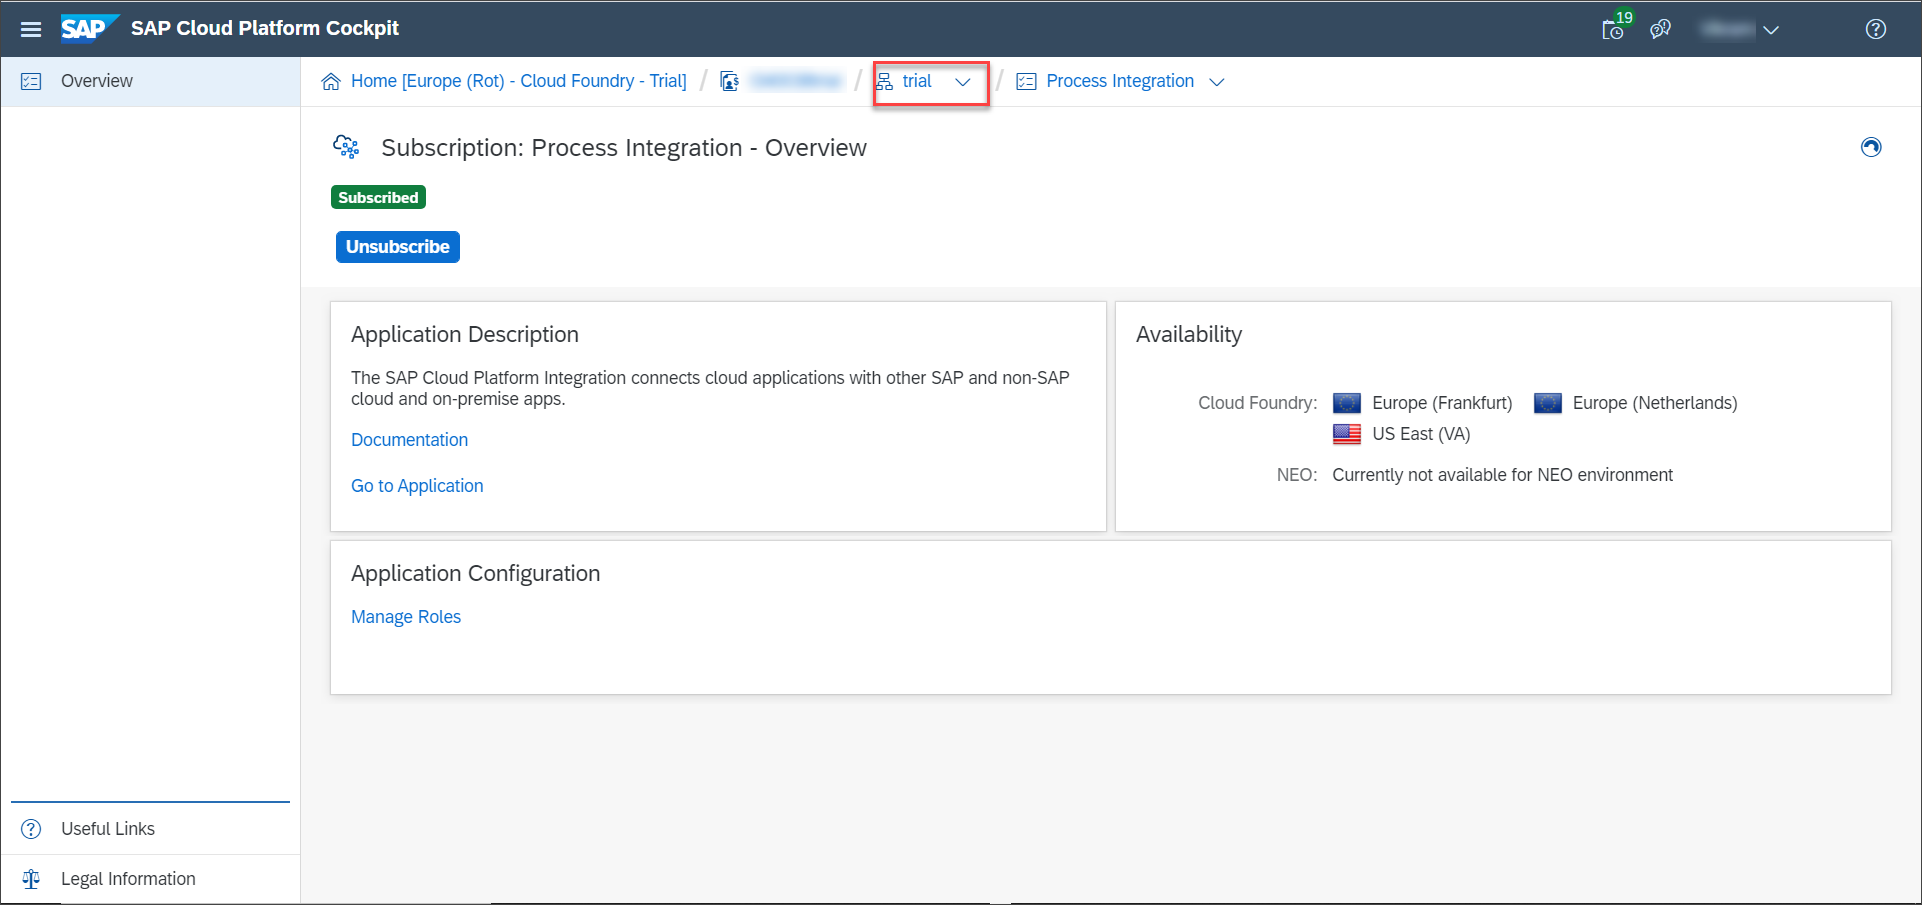 SAP SAP Cloud Platform Cockpit 19
Overview
Home [Europe (Rot) - Cloud Foundry - Trial] / / trial / Process Integration
Subscription: Process Integration - Overview
Subscribed
Unsubscribe
Application Description
The SAP Cloud Platform Integration connects cloud applications with other SAP and non-SAP
cloud and on-premise apps.
Documentation
Go to Application
Availability
Cloud Foundry: Europe (Frankfurt) Europe (Netherlands)
US East (VA)
NEO: Currently not available for NEO environment
Application Configuration
Manage Roles
Useful Links
Legal Information